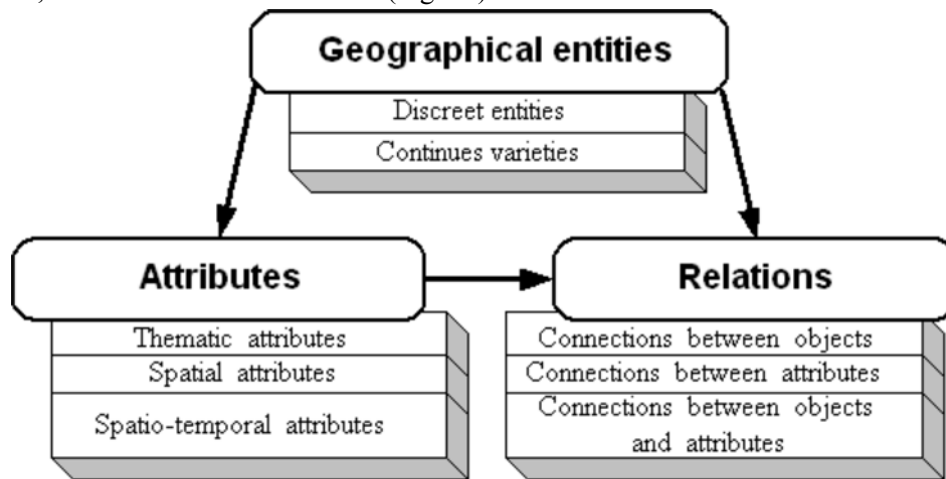 Geographical entities
Discreet entities
Continues varieties
Attributes
Thematic attributes
Spatial attributes
Spatio-temporal attributes
Relations
Connections between objects
Connections between attributes
Connections between objects
and attributes